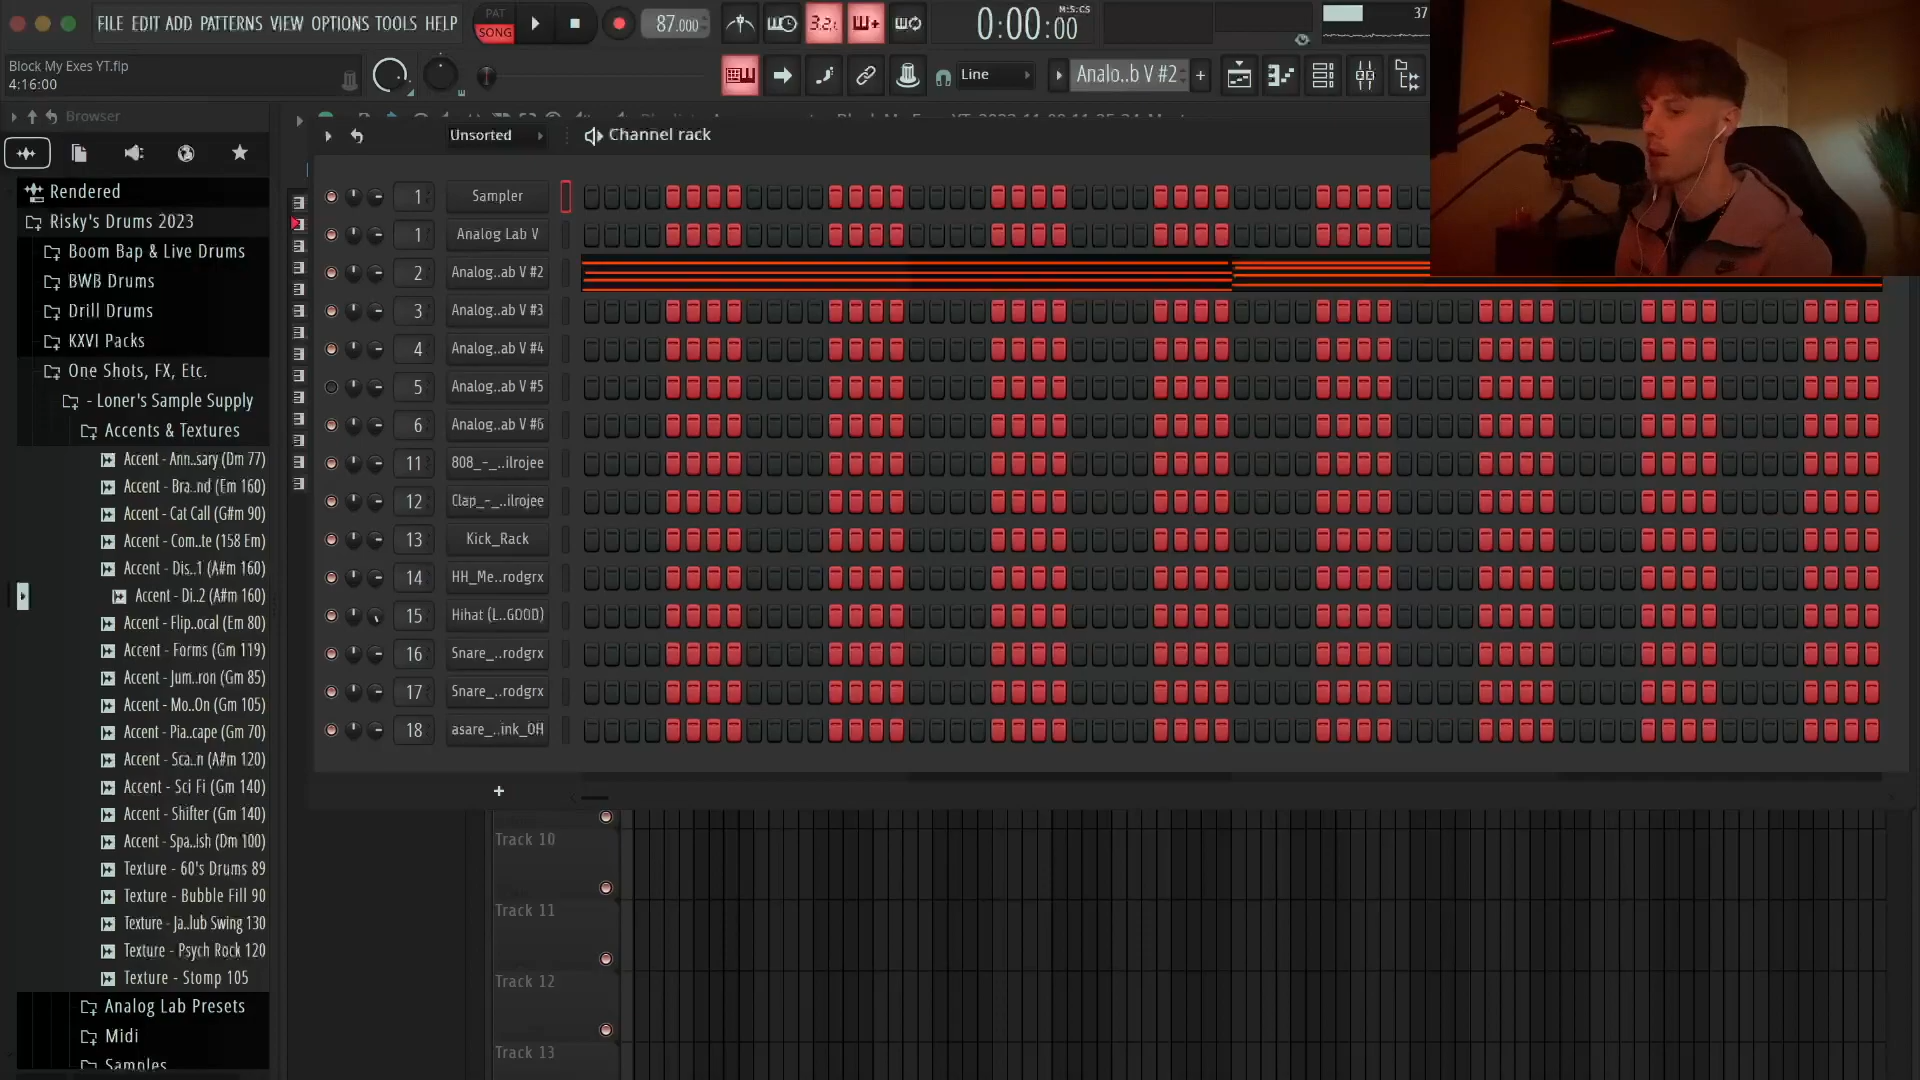 FILE EDIT ADD PATTERNS VIEW OPTIONS TOOLS HELP
PAT
SONG
87.000
3.2.
0:00:00
M:S:CS
37
Block My Exes YT.flp
4:16:00
Line
Analo..b V #2
+
Browser
Unsorted
Channel rack
Rendered
Risky's Drums 2023
Boom Bap & Live Drums
BWB Drums
Drill Drums
KXVI Packs
One Shots, FX, Etc.
- Loner's Sample Supply
Accents & Textures
Accent - Ann..sary (Dm 77)
Accent - Bra..nd (Em 160)
Accent - Cat Call (G#m 90)
Accent - Com..te (158 Em)
Accent - Dis..1 (A#m 160)
Accent - Di..2 (A#m 160)
Accent - Flip..ocal (Em 80)
Accent - Forms (Gm 119)
Accent - Jum..ron (Gm 85)
Accent - Mo..On (Gm 105)
Accent - Pia..cape (Gm 70)
Accent - Sca..n (A#m 120)
Accent - Sci Fi (Gm 140)
Accent - Shifter (Gm 140)
Accent - Spa..ish (Dm 100)
Texture - 60's Drums 89
Texture - Bubble Fill 90
Texture - Ja..lub Swing 130
Texture - Psych Rock 120
Texture - Stomp 105
Analog Lab Presets
Midi
Samples
1 Sampler
1 Analog Lab V
2 Analog..ab V #2
3 Analog..ab V #3
4 Analog..ab V #4
5 Analog..ab V #5
6 Analog..ab V #6
11 808_-_..ilrojee
12 Clap_-_..ilrojee
13 Kick_Rack
14 HH_Me..rodgrx
15 Hihat (L..GOOD)
16 Snare_..rodgrx
17 Snare_..rodgrx
18 asare_..ink_OH
+
Track 10
Track 11
Track 12
Track 13